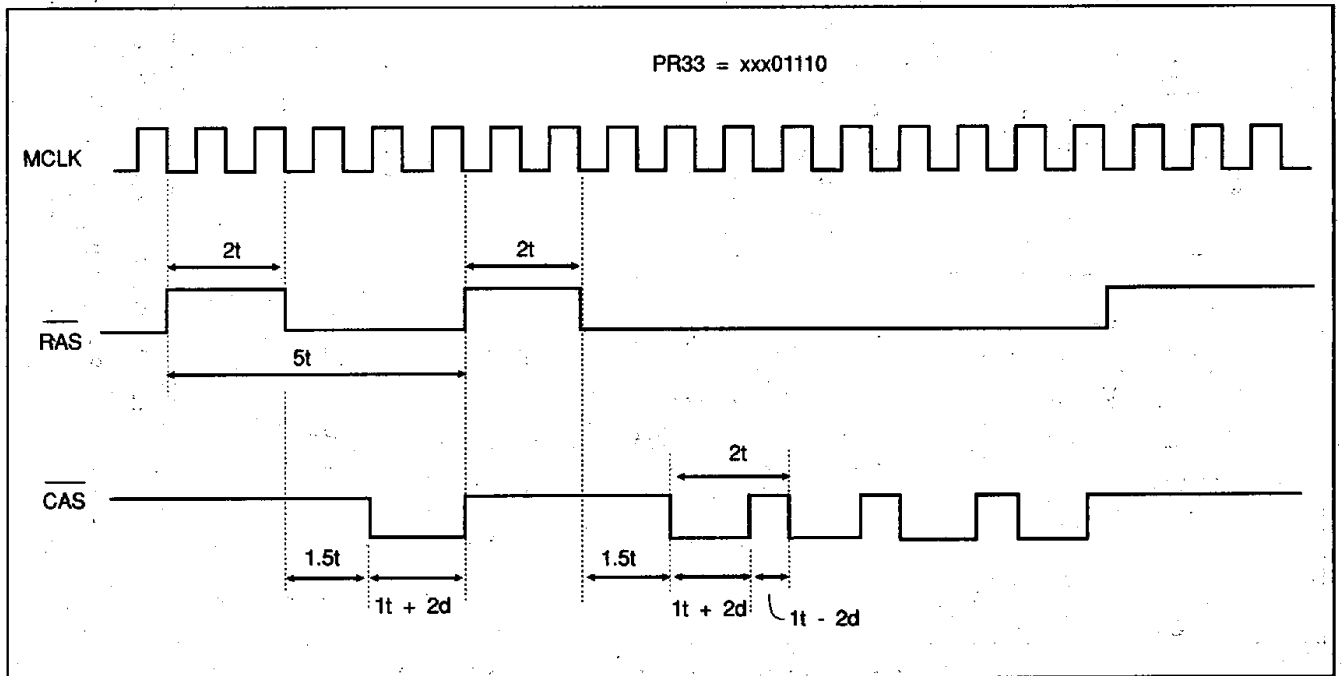 PR33 = xxx01110
MCLK
2t
2t
RAS
5t
2t
CAS
1.5t
1t + 2d
1.5t
1t + 2d
1t - 2d